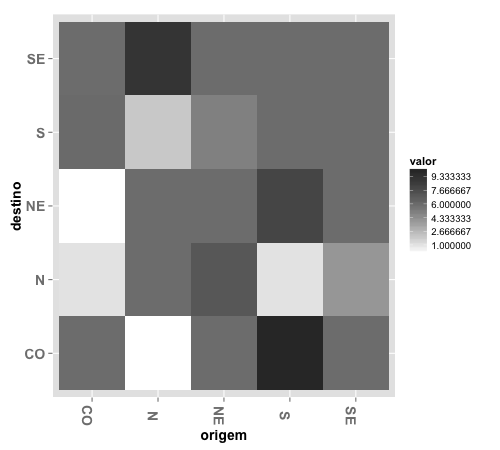 SE
S
NE
N
CO
destino
CO
N
NE
S
SE
origem
valor
9.333333
7.666667
6.000000
4.333333
2.666667
1.000000